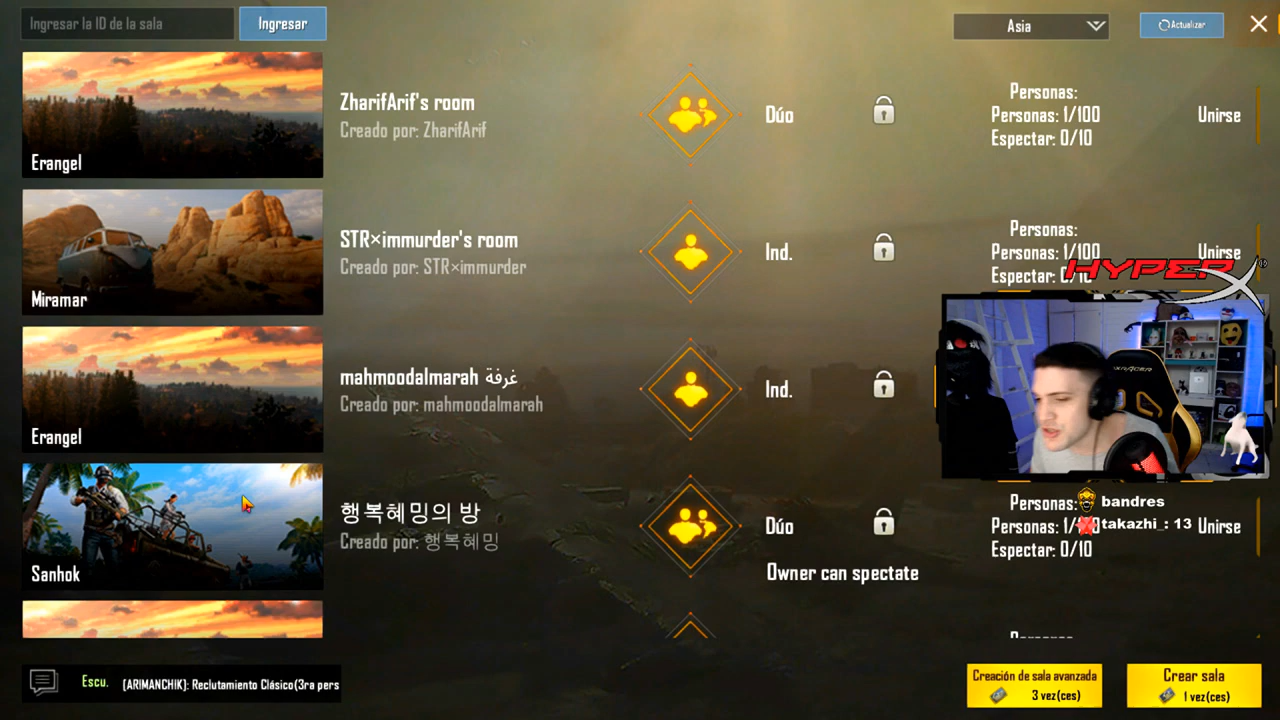 Ingresar la ID de la sala
Ingresar
Asia
Actualizar
Erangel
ZharifArif's room
Creado por: ZharifArif
Dúo
Personas:
Personas: 1/100
Espectar: 0/10
Unirse
Miramar
STR×immurder's room
Creado por: STR×immurder
Ind.
Personas:
Personas: 1/100
Espectar: 0/10
Unirse
HYPERX
Erangel
mahmoodalmarah غرفة
Creado por: mahmoodalmarah
Ind.
Sanhok
행복혜밍의 방
Creado por: 행복혜밍
Dúo
Owner can spectate
Personas:
Personas: 1/
Espectar: 0/10
Unirse
bandres
takazhi_: 13
Escu.
(ARIMANCHIK): Reclutamiento Clásico(3ra pers
Creación de sala avanzada
3 vez(ces)
Crear sala
1 vez(ces)